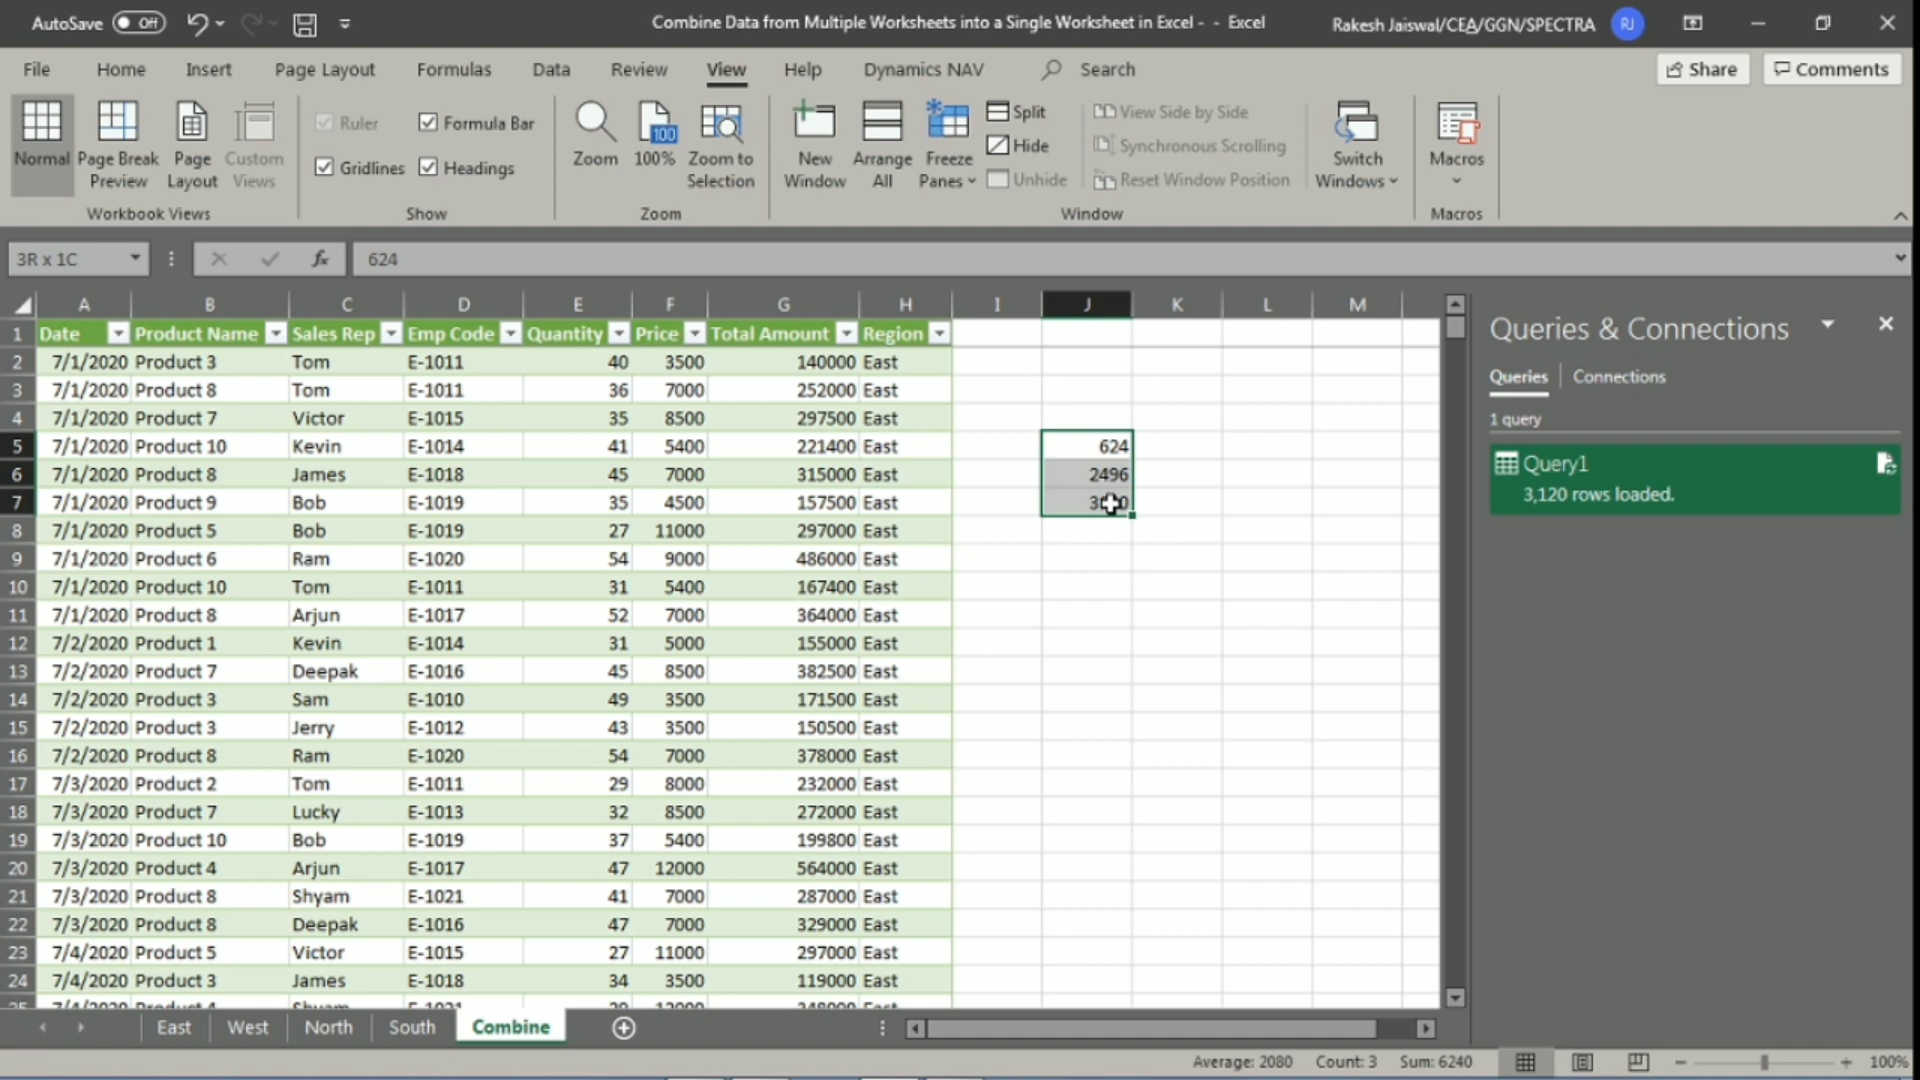 AutoSave Off
Combine Data from Multiple Worksheets into a Single Worksheet in Excel - - Excel
Rakesh Jaiswal/CEA/GGN/SPECTRA RJ
File Home Insert Page Layout Formulas Data Review View Help Dynamics NAV Search Share Comments
Normal Page Break Preview Page Layout Custom Views
Workbook Views
Ruler Formula Bar
Gridlines Headings
Show
Zoom 100 100% Zoom to Selection
Zoom
New Window Arrange All Freeze Panes
Split
Hide
Unhide
View Side by Side
Synchronous Scrolling
Reset Window Position
Switch Windows
Window
Macros
Macros
3R x 1C fx 624
A B C D E F G H I J K L M
1 Date Product Name Sales Rep Emp Code Quantity Price Total Amount Region
2 7/1/2020 Product 3 Tom E-1011 40 3500 140000 East
3 7/1/2020 Product 8 Tom E-1011 36 7000 252000 East
4 7/1/2020 Product 7 Victor E-1015 35 8500 297500 East
5 7/1/2020 Product 10 Kevin E-1014 41 5400 221400 East 624
6 7/1/2020 Product 8 James E-1018 45 7000 315000 East 2496
7 7/1/2020 Product 9 Bob E-1019 35 4500 157500 East
8 7/1/2020 Product 5 Bob E-1019 27 11000 297000 East
9 7/1/2020 Product 6 Ram E-1020 54 9000 486000 East
10 7/1/2020 Product 10 Tom E-1011 31 5400 167400 East
11 7/1/2020 Product 8 Arjun E-1017 52 7000 364000 East
12 7/2/2020 Product 1 Kevin E-1014 31 5000 155000 East
13 7/2/2020 Product 7 Deepak E-1016 45 8500 382500 East
14 7/2/2020 Product 3 Sam E-1010 49 3500 171500 East
15 7/2/2020 Product 3 Jerry E-1012 43 3500 150500 East
16 7/2/2020 Product 8 Ram E-1020 54 7000 378000 East
17 7/3/2020 Product 2 Tom E-1011 29 8000 232000 East
18 7/3/2020 Product 7 Lucky E-1013 32 8500 272000 East
19 7/3/2020 Product 10 Bob E-1019 37 5400 199800 East
20 7/3/2020 Product 4 Arjun E-1017 47 12000 564000 East
21 7/3/2020 Product 8 Shyam E-1021 41 7000 287000 East
22 7/3/2020 Product 8 Deepak E-1016 47 7000 329000 East
23 7/4/2020 Product 5 Victor E-1015 27 11000 297000 East
24 7/4/2020 Product 3 James E-1018 34 3500 119000 East
Queries & Connections
Queries Connections
1 query
Query1
3,120 rows loaded.
East West North South Combine
Average: 2080 Count: 3 Sum: 6240 100%